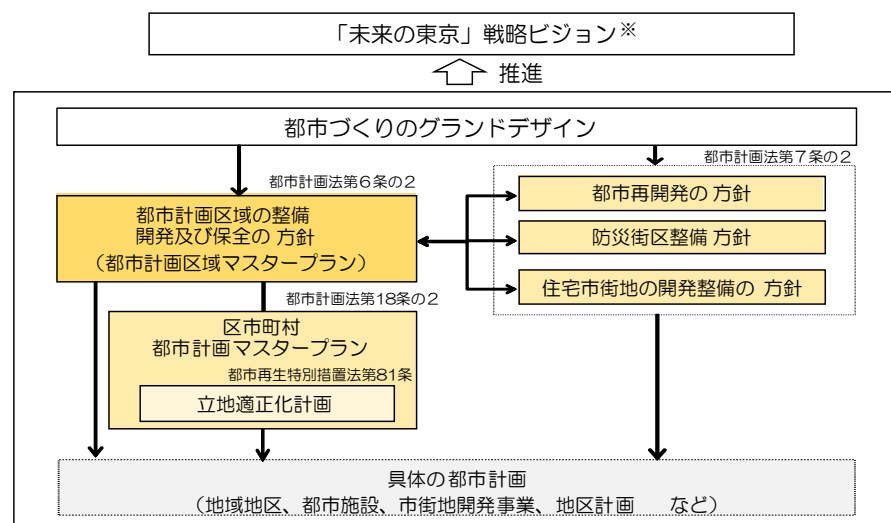 「未来の東京」戦略ビジョン※
推進
都市づくりのグランドデザイン
都市計画法第7条の2
都市計画法第6条の2
都市計画区域の整備
開発及び保全の 方針
（都市計画区域マスタープラン）
都市再開発の 方針
防災街区整備 方針
住宅市街地の開発整備の 方針
都市計画法第18条の2
区市町村
都市計画マスタープラン
都市再生特別措置法第81条
立地適正化計画
具体の都市計画
（地域地区、都市施設、市街地開発事業、地区計画 など）